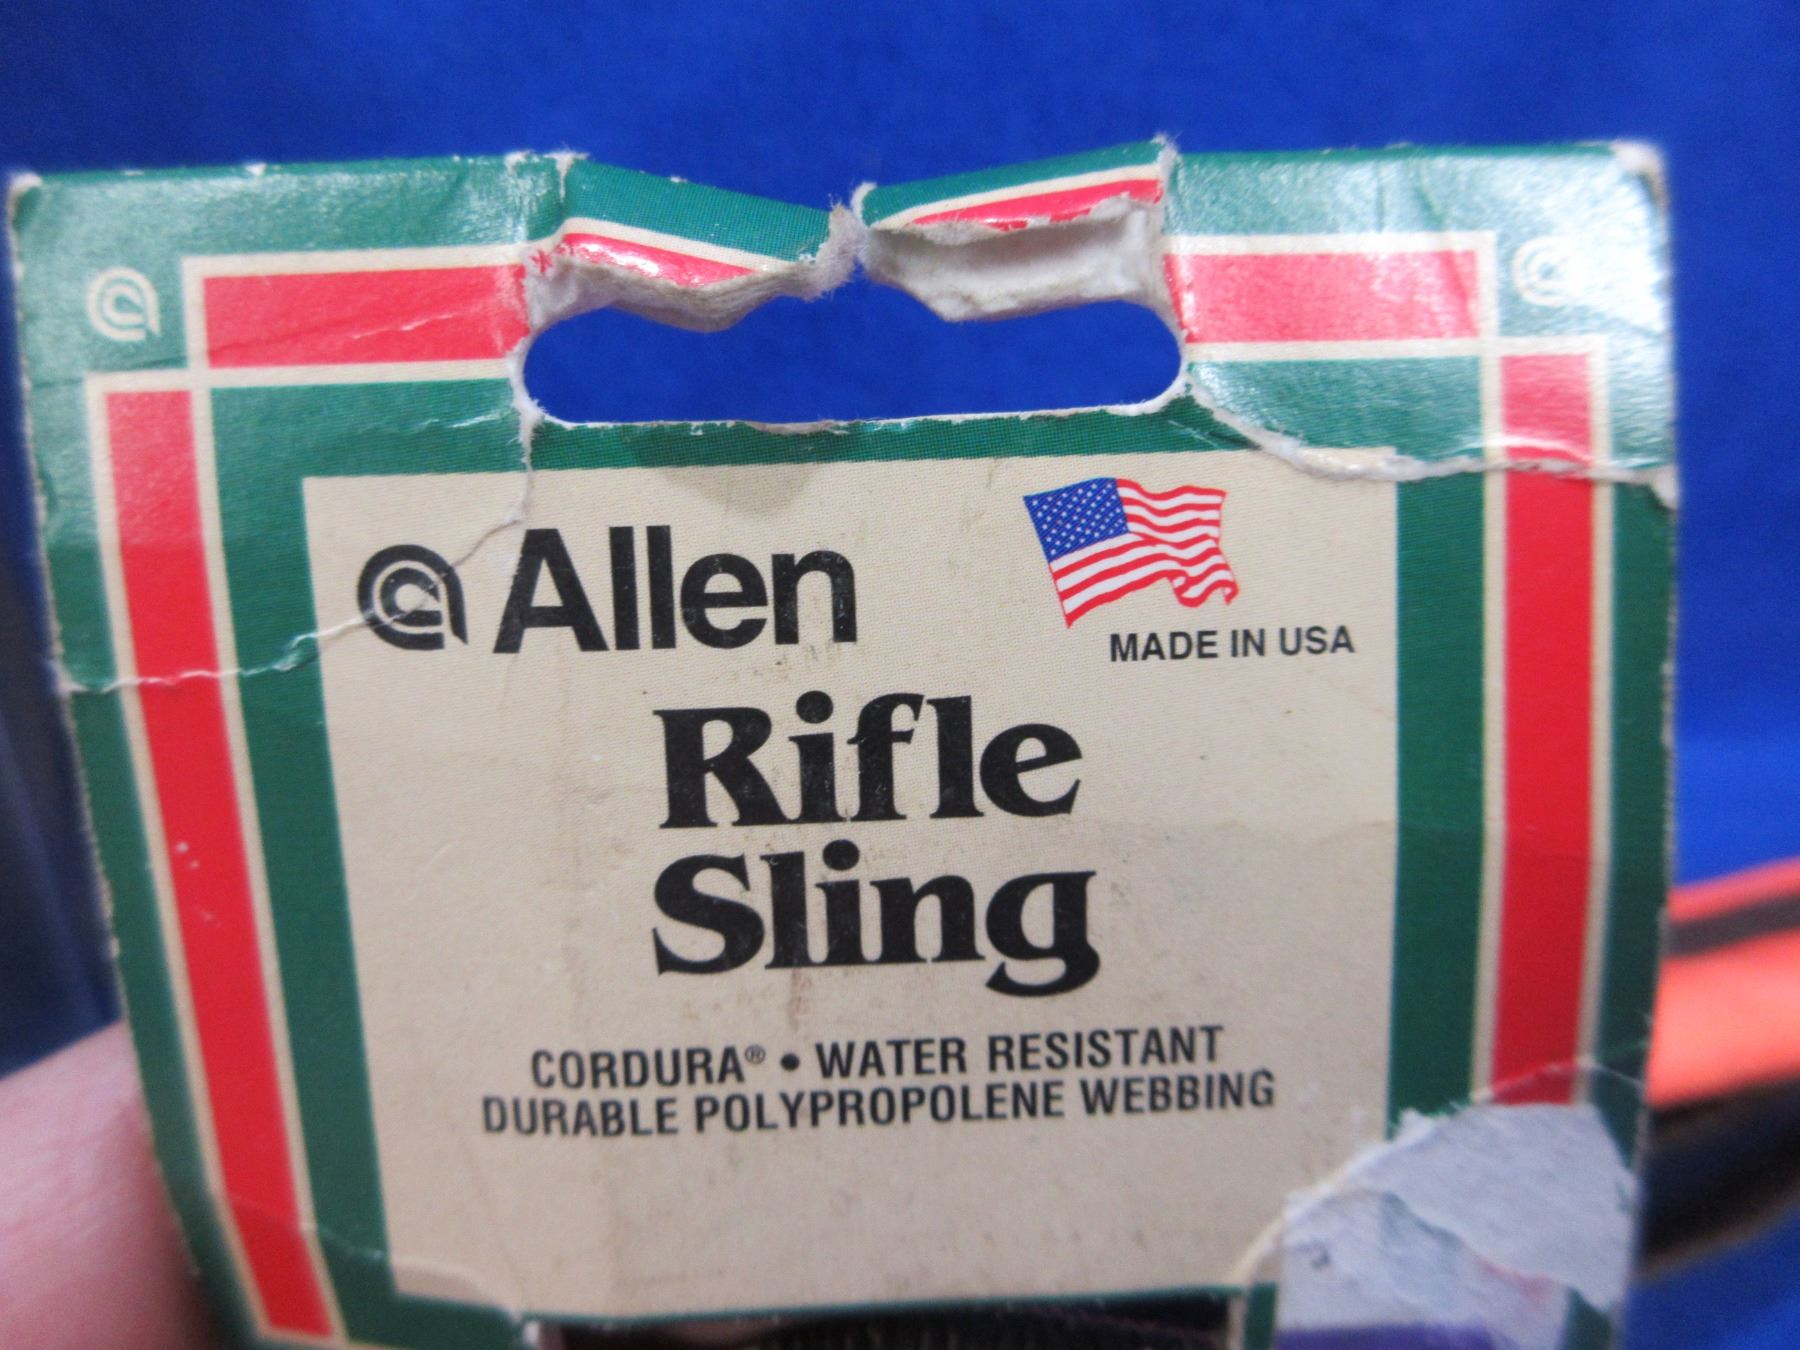 Allen
MADE IN USA
Rifle
Sling
CORDURA® • WATER RESISTANT
DURABLE POLYPROPOLENE WEBBING